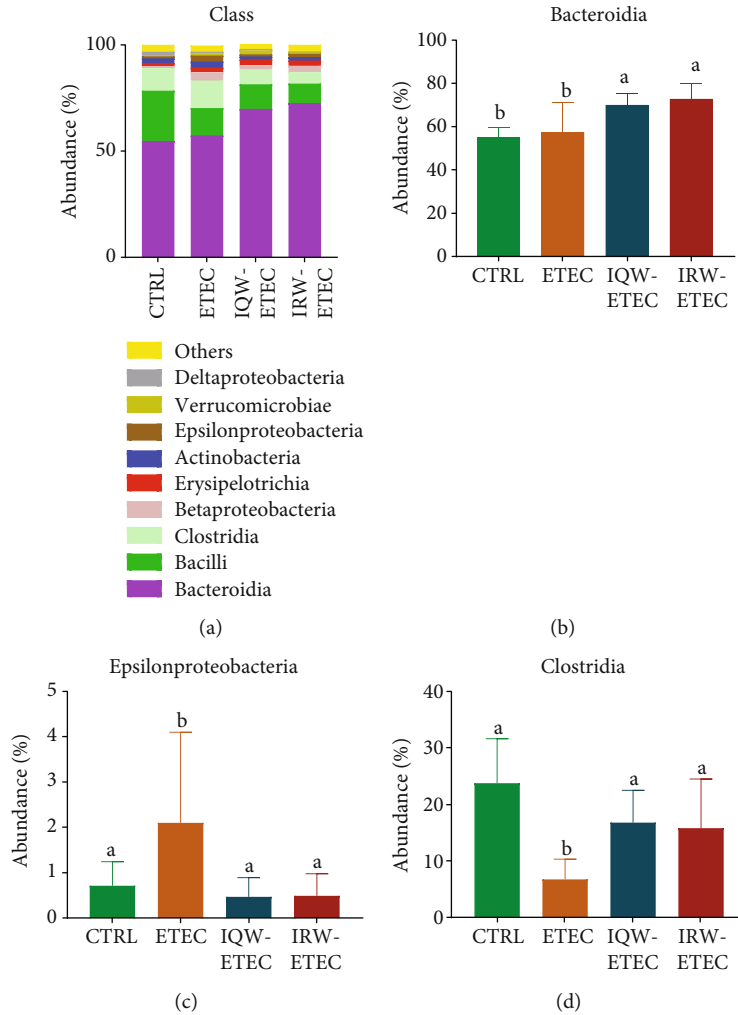 Class
Abundance (%)
100
50
0
CTRL
ETEC
IQW-
ETEC
IRW-
ETEC
Others
Deltaproteobacteria
Verrucomicrobiae
Epsilonproteobacteria
Actinobacteria
Erysipelotrichia
Betaproteobacteria
Clostridia
Bacilli
Bacteroidia
(a)
Bacteroidia
Abundance (%)
100
80
60
40
20
0
b
b
a
a
CTRL
ETEC
IQW-
ETEC
IRW-
ETEC
(b)
Epsilonproteobacteria
Abundance (%)
5
4
3
2
1
0
a
b
a
a
CTRL
ETEC
IQW-
ETEC
IRW-
ETEC
(c)
Clostridia
Abundance (%)
40
30
20
10
0
a
b
a
a
CTRL
ETEC
IQW-
ETEC
IRW-
ETEC
(d)